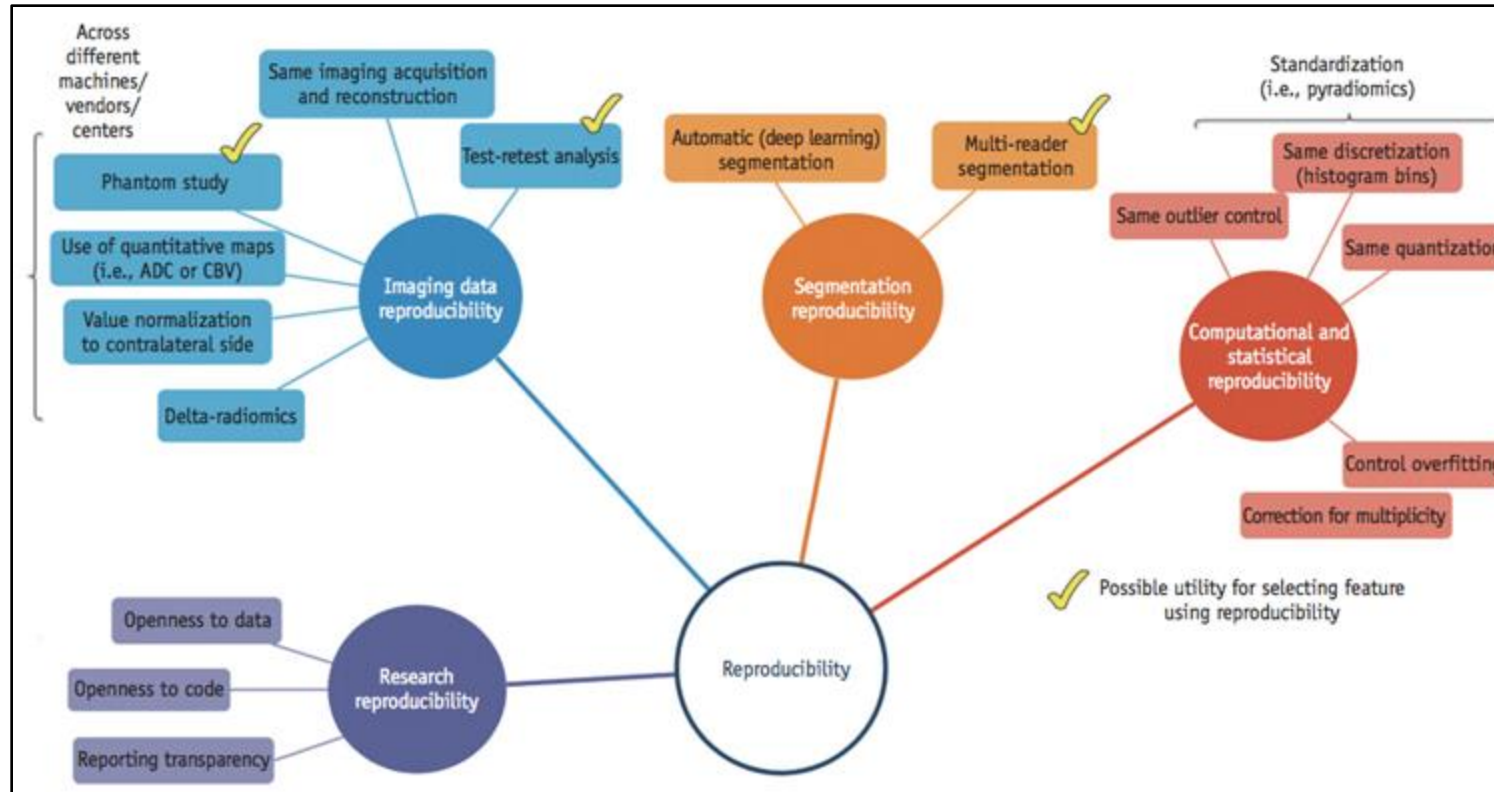 Across
different
machines/
vendors/
centers
Same imaging acquisition
and reconstruction
Test-retest analysis
Phantom study
Use of quantitative maps
(i.e., ADC or CBV)
Value normalization
to contralateral side
Delta-radiomics
Imaging data
reproducibility
Automatic (deep learning)
segmentation
Multi-reader
segmentation
Segmentation
reproducibility
Standardization
(i.e., pyradiomics)
Same discretization
(histogram bins)
Same outlier control
Same quantization
Computational and
statistical
reproducibility
Control overfitting
Correction for multiplicity
Possible utility for selecting feature
using reproducibility
Openness to data
Openness to code
Reporting transparency
Research
reproducibility
Reproducibility